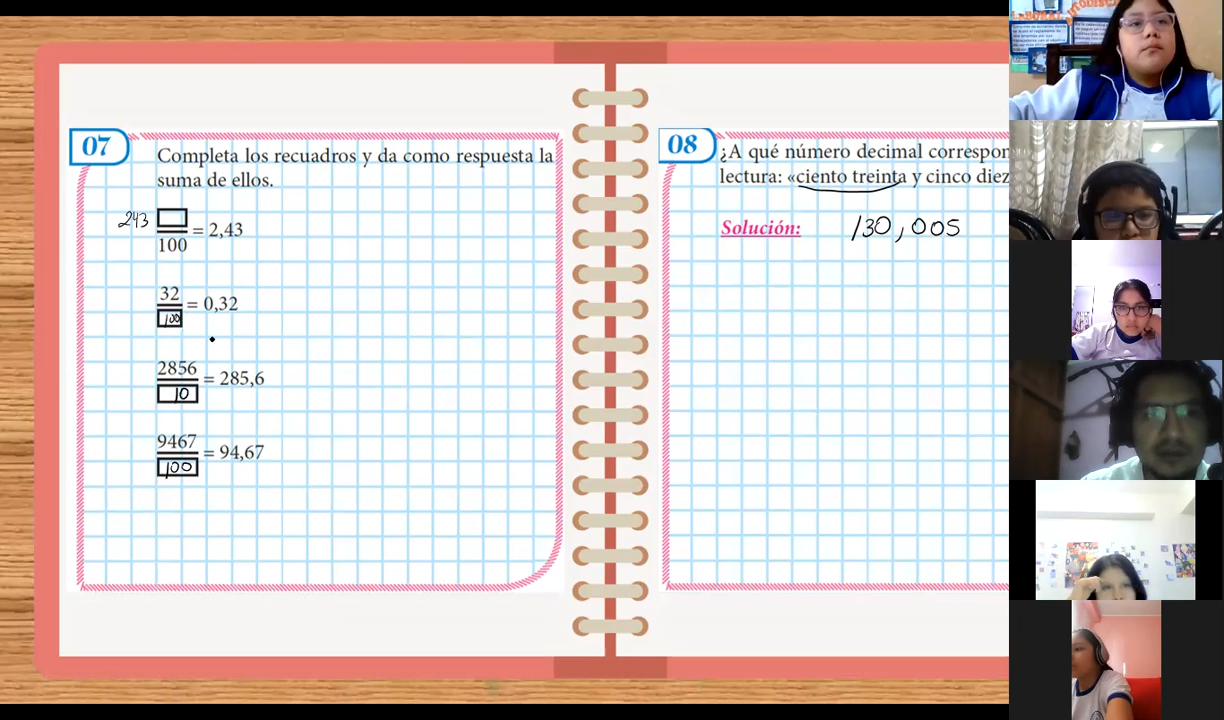 07
Completa los recuadros y da como respuesta la
suma de ellos.
243
100
= 2,43
32
100
= 0,32
2856
10
= 285,6
9467
100
= 94,67
08
¿A qué número decimal
lectura: «ciento treinta y cinco
Solución: 130,005